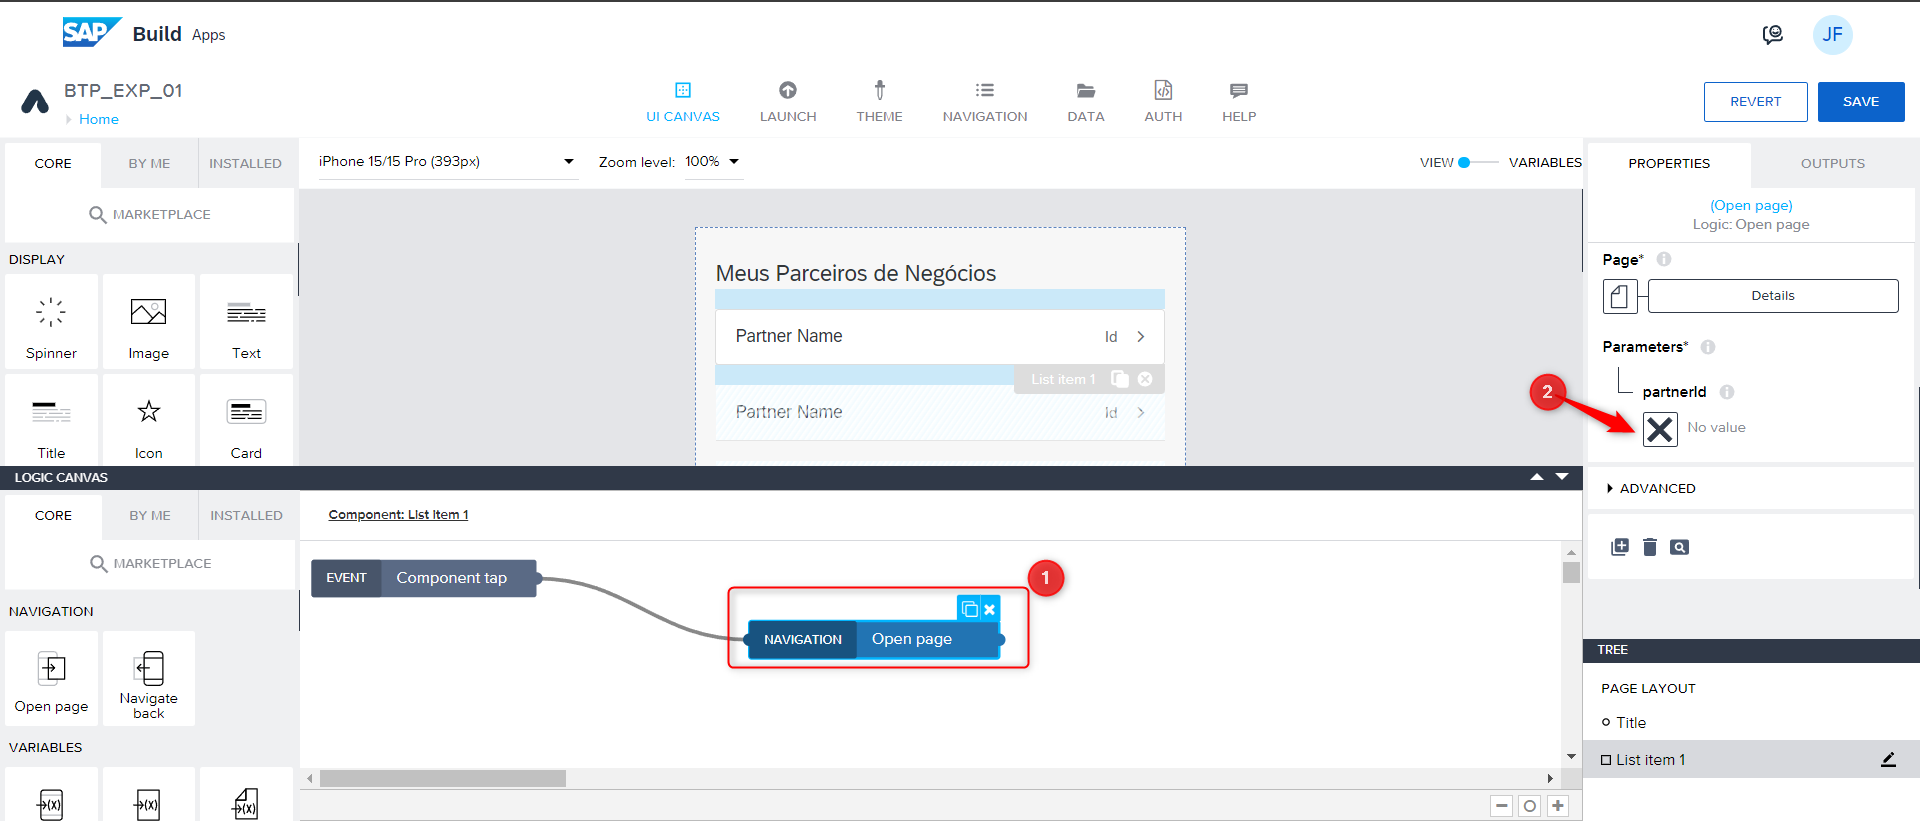 SAP Build Apps
JF
BTP_EXP_01
Home
UI CANVAS
LAUNCH
THEME
NAVIGATION
DATA
AUTH
HELP
REVERT
SAVE
CORE
BY ME
INSTALLED
MARKETPLACE
DISPLAY
Spinner
Image
Text
Title
Icon
Card
iPhone 15/15 Pro (393px)
Zoom level: 100%
VIEW
VARIABLES
Meus Parceiros de Negócios
Partner Name
Id
List item 1
Partner Name
Id
PROPERTIES
OUTPUTS
(Open page)
Logic: Open page
Page*
Details
Parameters*
partnerId
2
No value
ADVANCED
LOGIC CANVAS
CORE
BY ME
INSTALLED
MARKETPLACE
NAVIGATION
Open page
Navigate
back
VARIABLES
Component: List item 1
EVENT
Component tap
1
NAVIGATION
Open page
TREE
PAGE LAYOUT
Title
List item 1